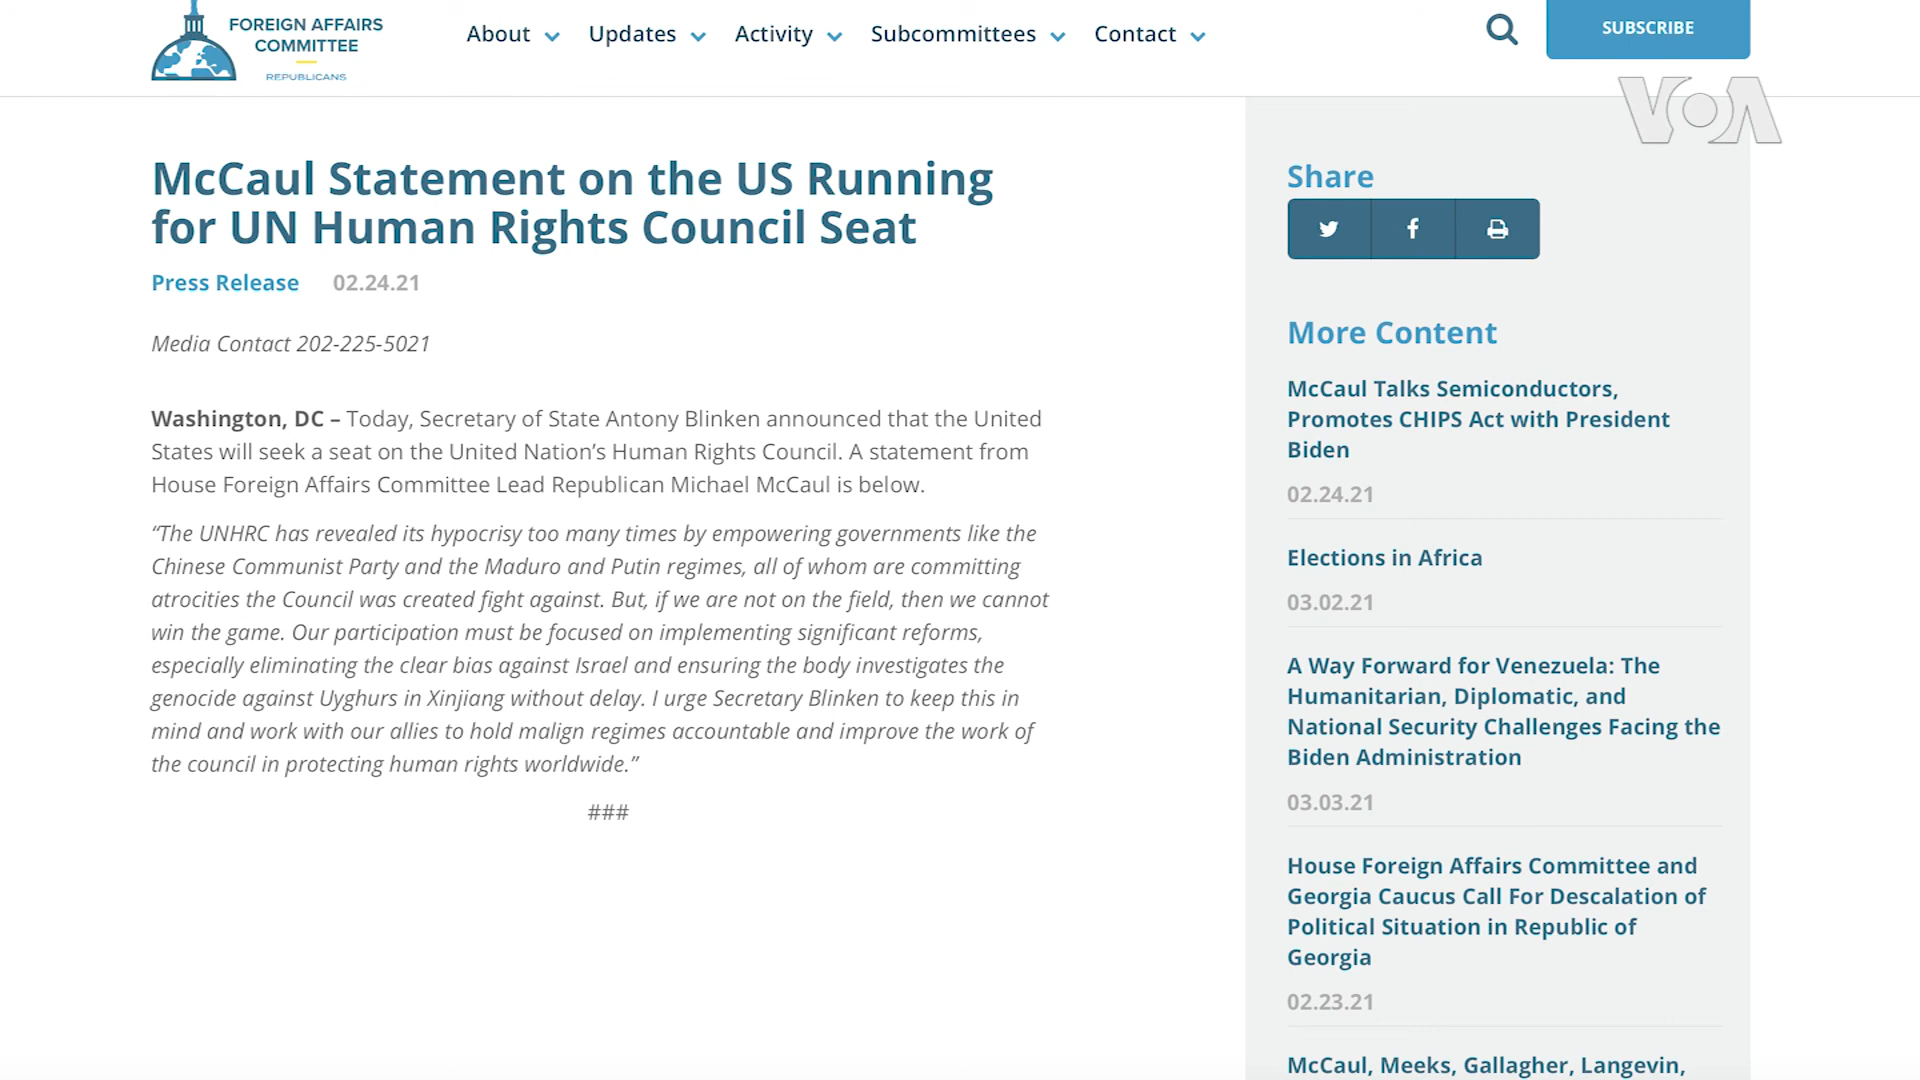 FOREIGN AFFAIRS
COMMITTEE
REPUBLICANS
About
Updates
Activity
Subcommittees
Contact
SUBSCRIBE
VOA
McCaul Statement on the US Running
for UN Human Rights Council Seat
Press Release 02.24.21
Media Contact 202-225-5021
Washington, DC – Today, Secretary of State Antony Blinken announced that the United
States will seek a seat on the United Nation’s Human Rights Council. A statement from
House Foreign Affairs Committee Lead Republican Michael McCaul is below.
“The UNHRC has revealed its hypocrisy too many times by empowering governments like the
Chinese Communist Party and the Maduro and Putin regimes, all of whom are committing
atrocities the Council was created fight against. But, if we are not on the field, then we cannot
win the game. Our participation must be focused on implementing significant reforms,
especially eliminating the clear bias against Israel and ensuring the body investigates the
genocide against Uyghurs in Xinjiang without delay. I urge Secretary Blinken to keep this in
mind and work with our allies to hold malign regimes accountable and improve the work of
the council in protecting human rights worldwide.”
###
Share
More Content
McCaul Talks Semiconductors,
Promotes CHIPS Act with President
Biden
02.24.21
Elections in Africa
03.02.21
A Way Forward for Venezuela: The
Humanitarian, Diplomatic, and
National Security Challenges Facing the
Biden Administration
03.03.21
House Foreign Affairs Committee and
Georgia Caucus Call For Descalation of
Political Situation in Republic of
Georgia
02.23.21
McCaul, Meeks, Gallagher, Langevin,